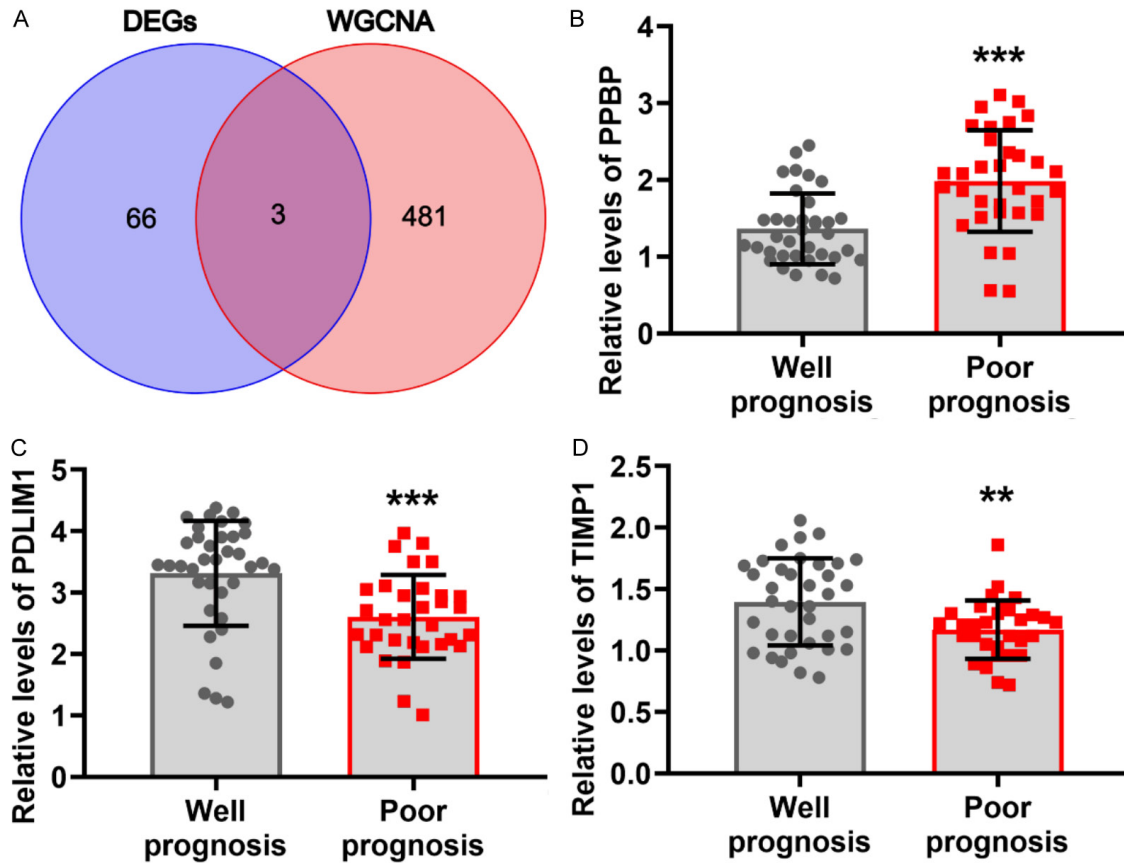 A
DEGs
WGCNA
66
3
481
B
Relative levels of PPBP
4
3
2
1
0
***
Well
prognosis
Poor
prognosis
C
Relative levels of PDLIM1
5
4
3
2
1
0
***
Well
prognosis
Poor
prognosis
D
Relative levels of TIMP1
2.5
2.0
1.5
1.0
0.5
0.0
**
Well
prognosis
Poor
prognosis